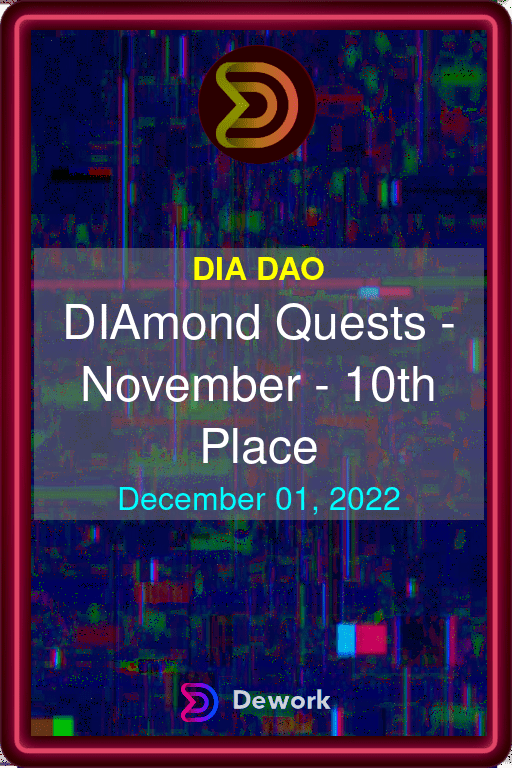 DIA DAO
DIAmond Quests -
November - 10th
Place
December 01, 2022
Dework